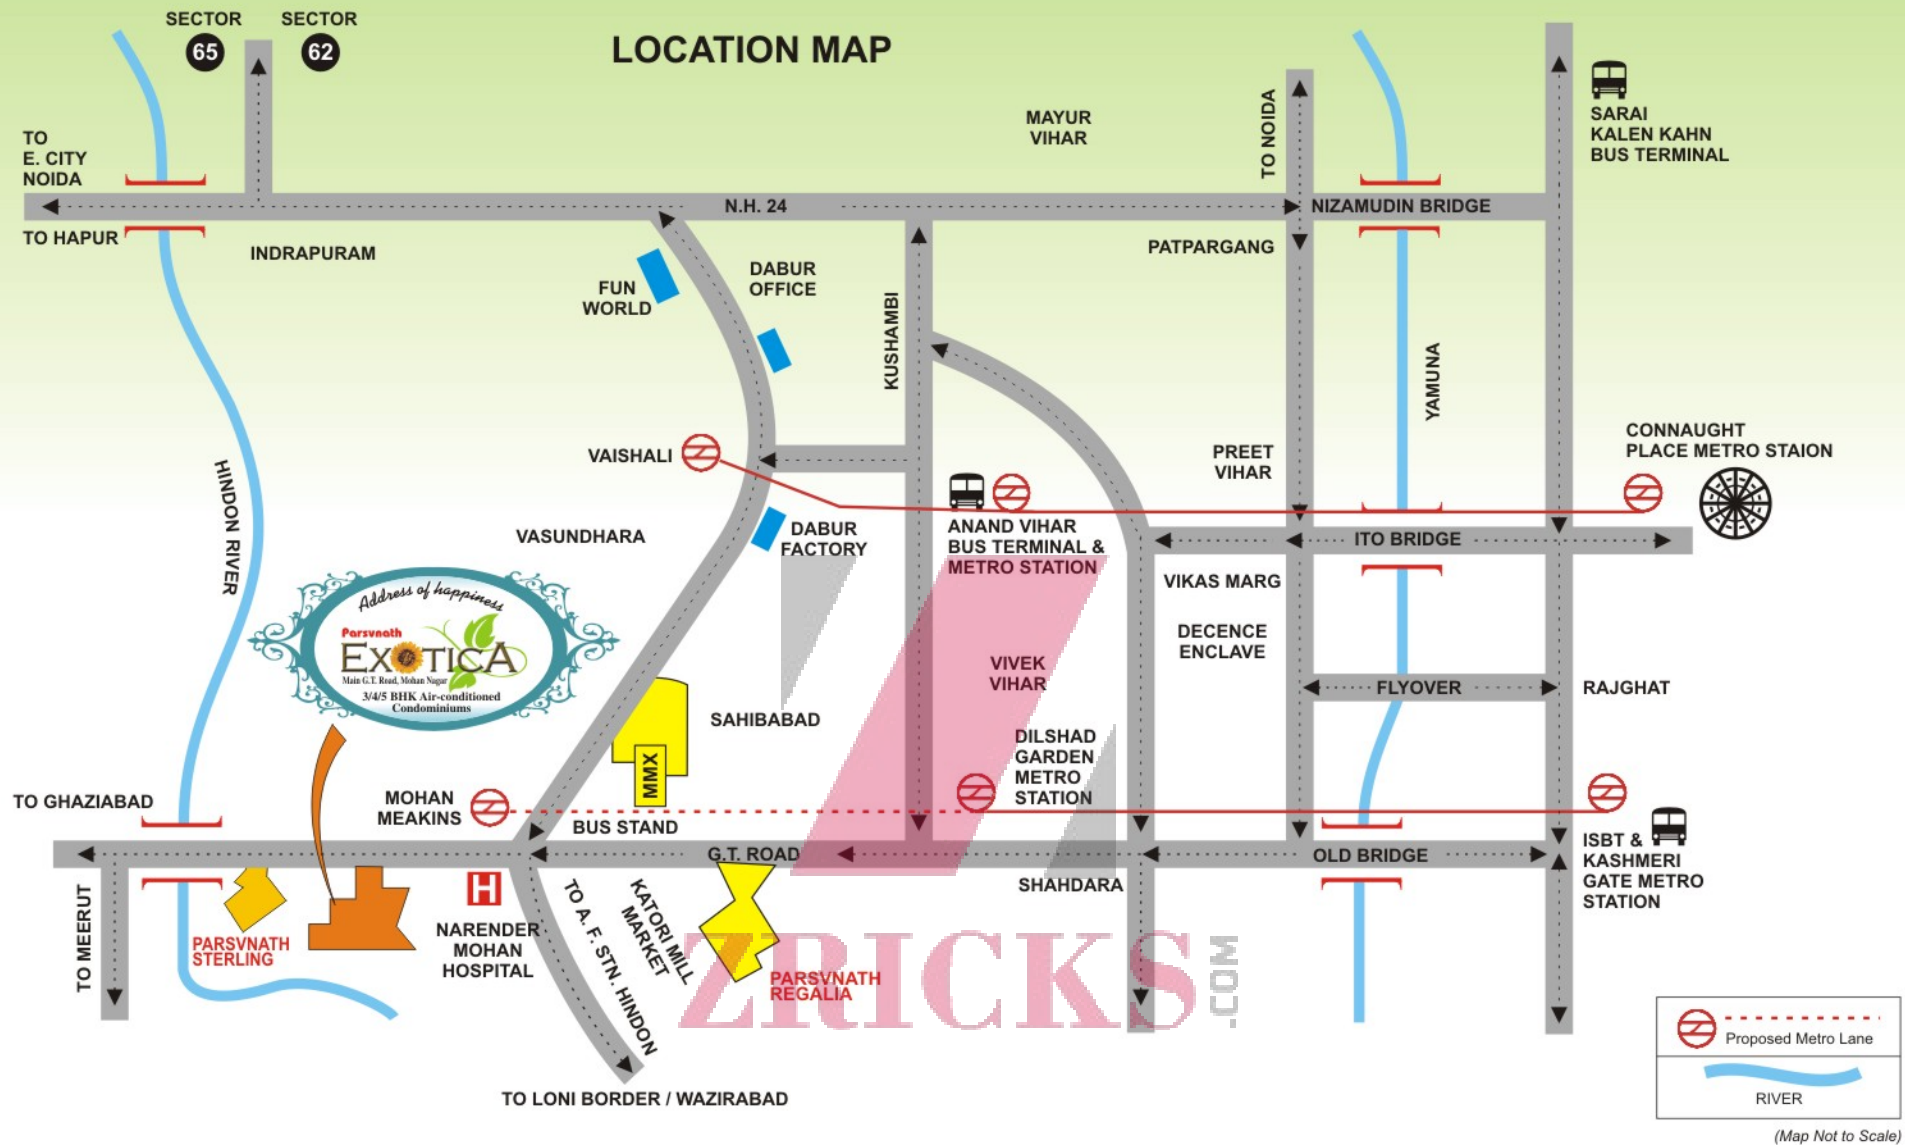 SECTOR
65
SECTOR
62
LOCATION MAP
SARAI
KALEN KAHN
BUS TERMINAL
MAYUR
VIHAR
TO NOIDA
TO
E. CITY
NOIDA
N.H. 24
NIZAMUDIN BRIDGE
TO HAPUR
INDRAPURAM
PATPARGANG
FUN
WORLD
DABUR
OFFICE
KUSHAMBI
YAMUNA
VAISHALI
PREET
VIHAR
CONNAUGHT
PLACE METRO STAION
HINDON RIVER
VASUNDHARA
DABUR
FACTORY
ANAND VIHAR
BUS TERMINAL &
METRO STATION
ITO BRIDGE
VIKAS MARG
Address of happiness
Parsvnath
EXOTICA
Main G.T. Road, Mohan Nagar
3/4/5 BHK Air-conditioned
Condominiums
DECENCE
ENCLAVE
VIVEK
VIHAR
FLYOVER
RAJGHAT
SAHIBABAD
MMX
DILSHAD
GARDEN
METRO
STATION
TO GHAZIABAD
MOHAN
MEAKINS
BUS STAND
G.T. ROAD
OLD BRIDGE
ISBT &
KASHMERI
GATE METRO
STATION
SHAHDARA
H
TO MEERUT
PARSVNATH
STERLING
NARENDER
MOHAN
HOSPITAL
TO A. F. STN. HINDON
KATORI MILL
MARKET
PARSVNATH
REGALIA
ZRICKS
.COM
TO LONI BORDER / WAZIRABAD
Proposed Metro Lane
RIVER
(Map Not to Scale)